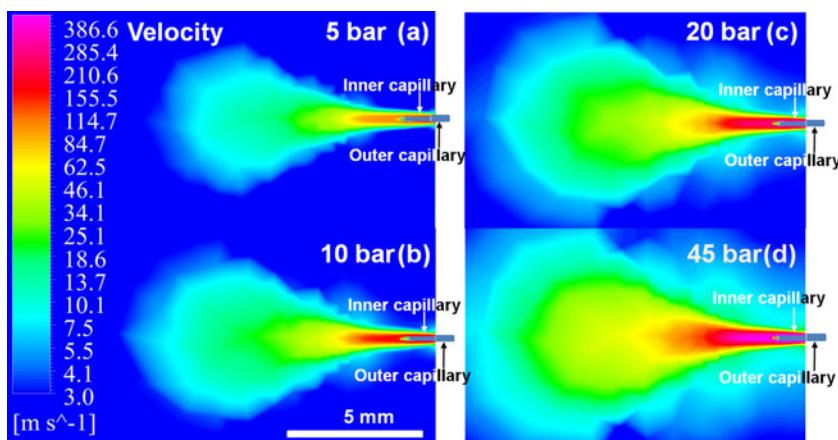 386.6
285.4
210.6
155.5
114.7
84.7
62.5
46.1
34.1
25.1
18.6
13.7
10.1
7.5
5.5
4.1
3.0
[m s^-1]
Velocity
5 bar (a)
Inner capillary
Outer capillary
10 bar(b)
Inner capillary
Outer capillary
5 mm
20 bar(c)
Inner capillary
Outer capillary
45 bar(d)
Inner capillary
Outer capillary